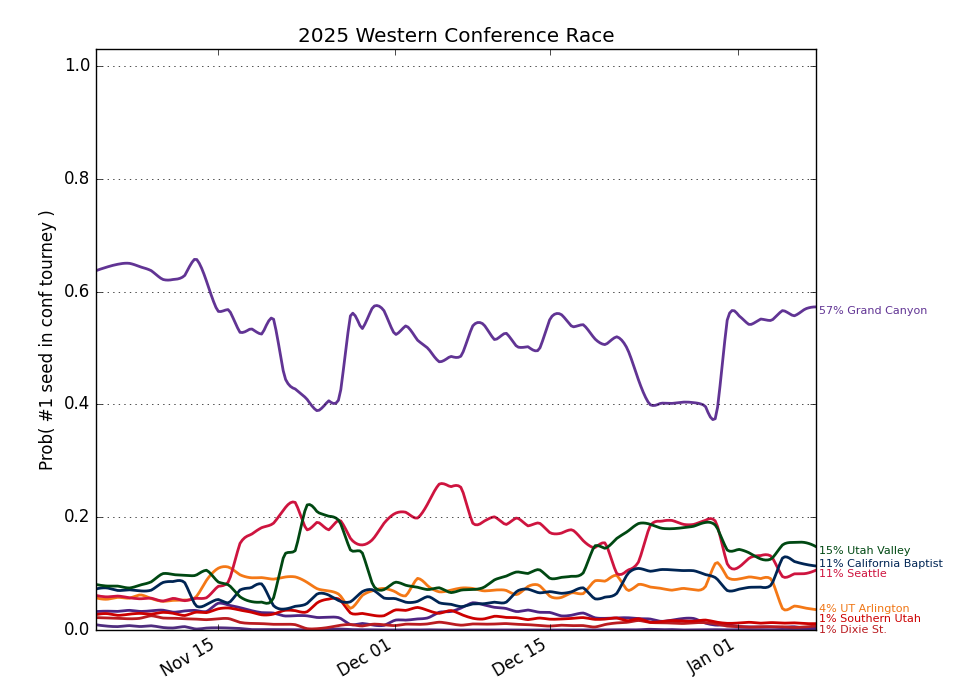 2025 Western Conference Race
Prob( #1 seed in conf tourney )
1.0
0.8
0.6
0.4
0.2
0.0
Nov 15
Dec 01
Dec 15
Jan 01
57% Grand Canyon
15% Utah Valley
11% California Baptist
11% Seattle
4% UT Arlington
1% Southern Utah
1% Dixie St.